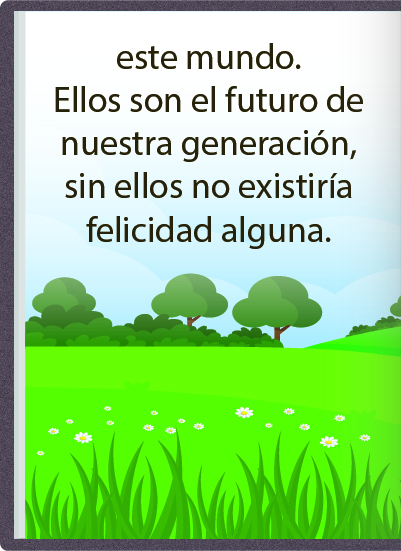 este mundo.
Ellos son el futuro de
nuestra generación,
sin ellos no existiría
felicidad alguna.